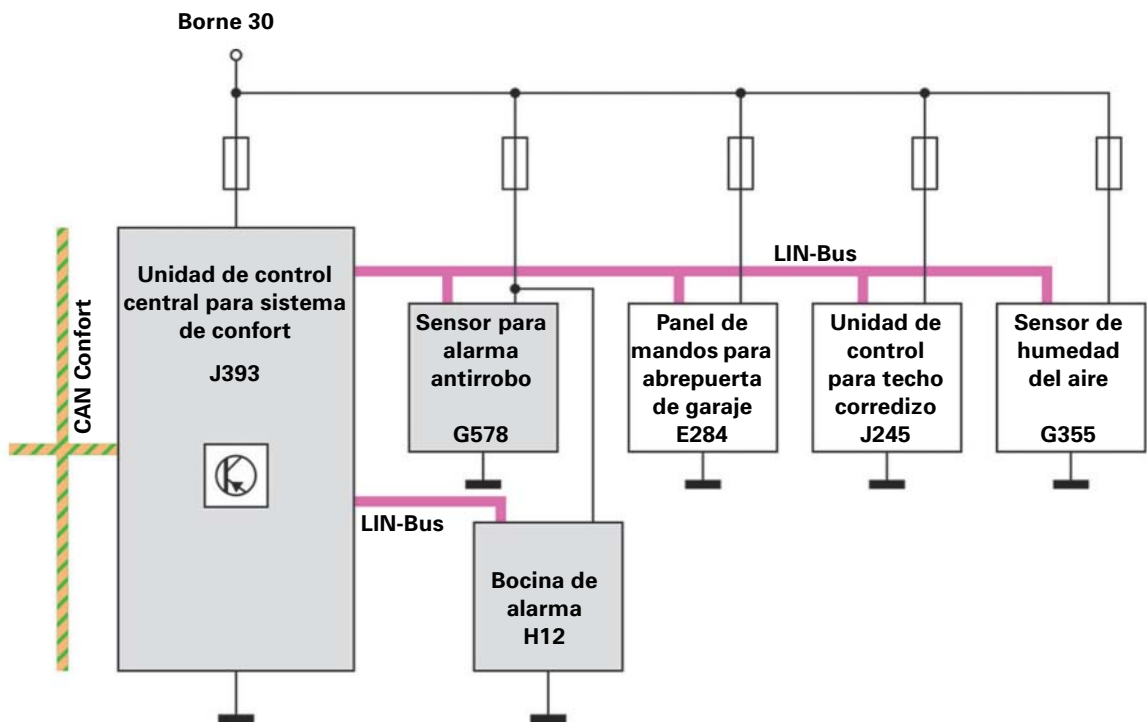 Borne 30
CAN Confort
Unidad de control
central para sistema
de confort
J393
LIN-Bus
Sensor para
alarma
antirrobo
G578
Panel de
mandos para
abrepuerta
de garaje
E284
Unidad de
control
para techo
corredizo
J245
Sensor de
humedad
del aire
G355
LIN-Bus
Bocina de
alarma
H12